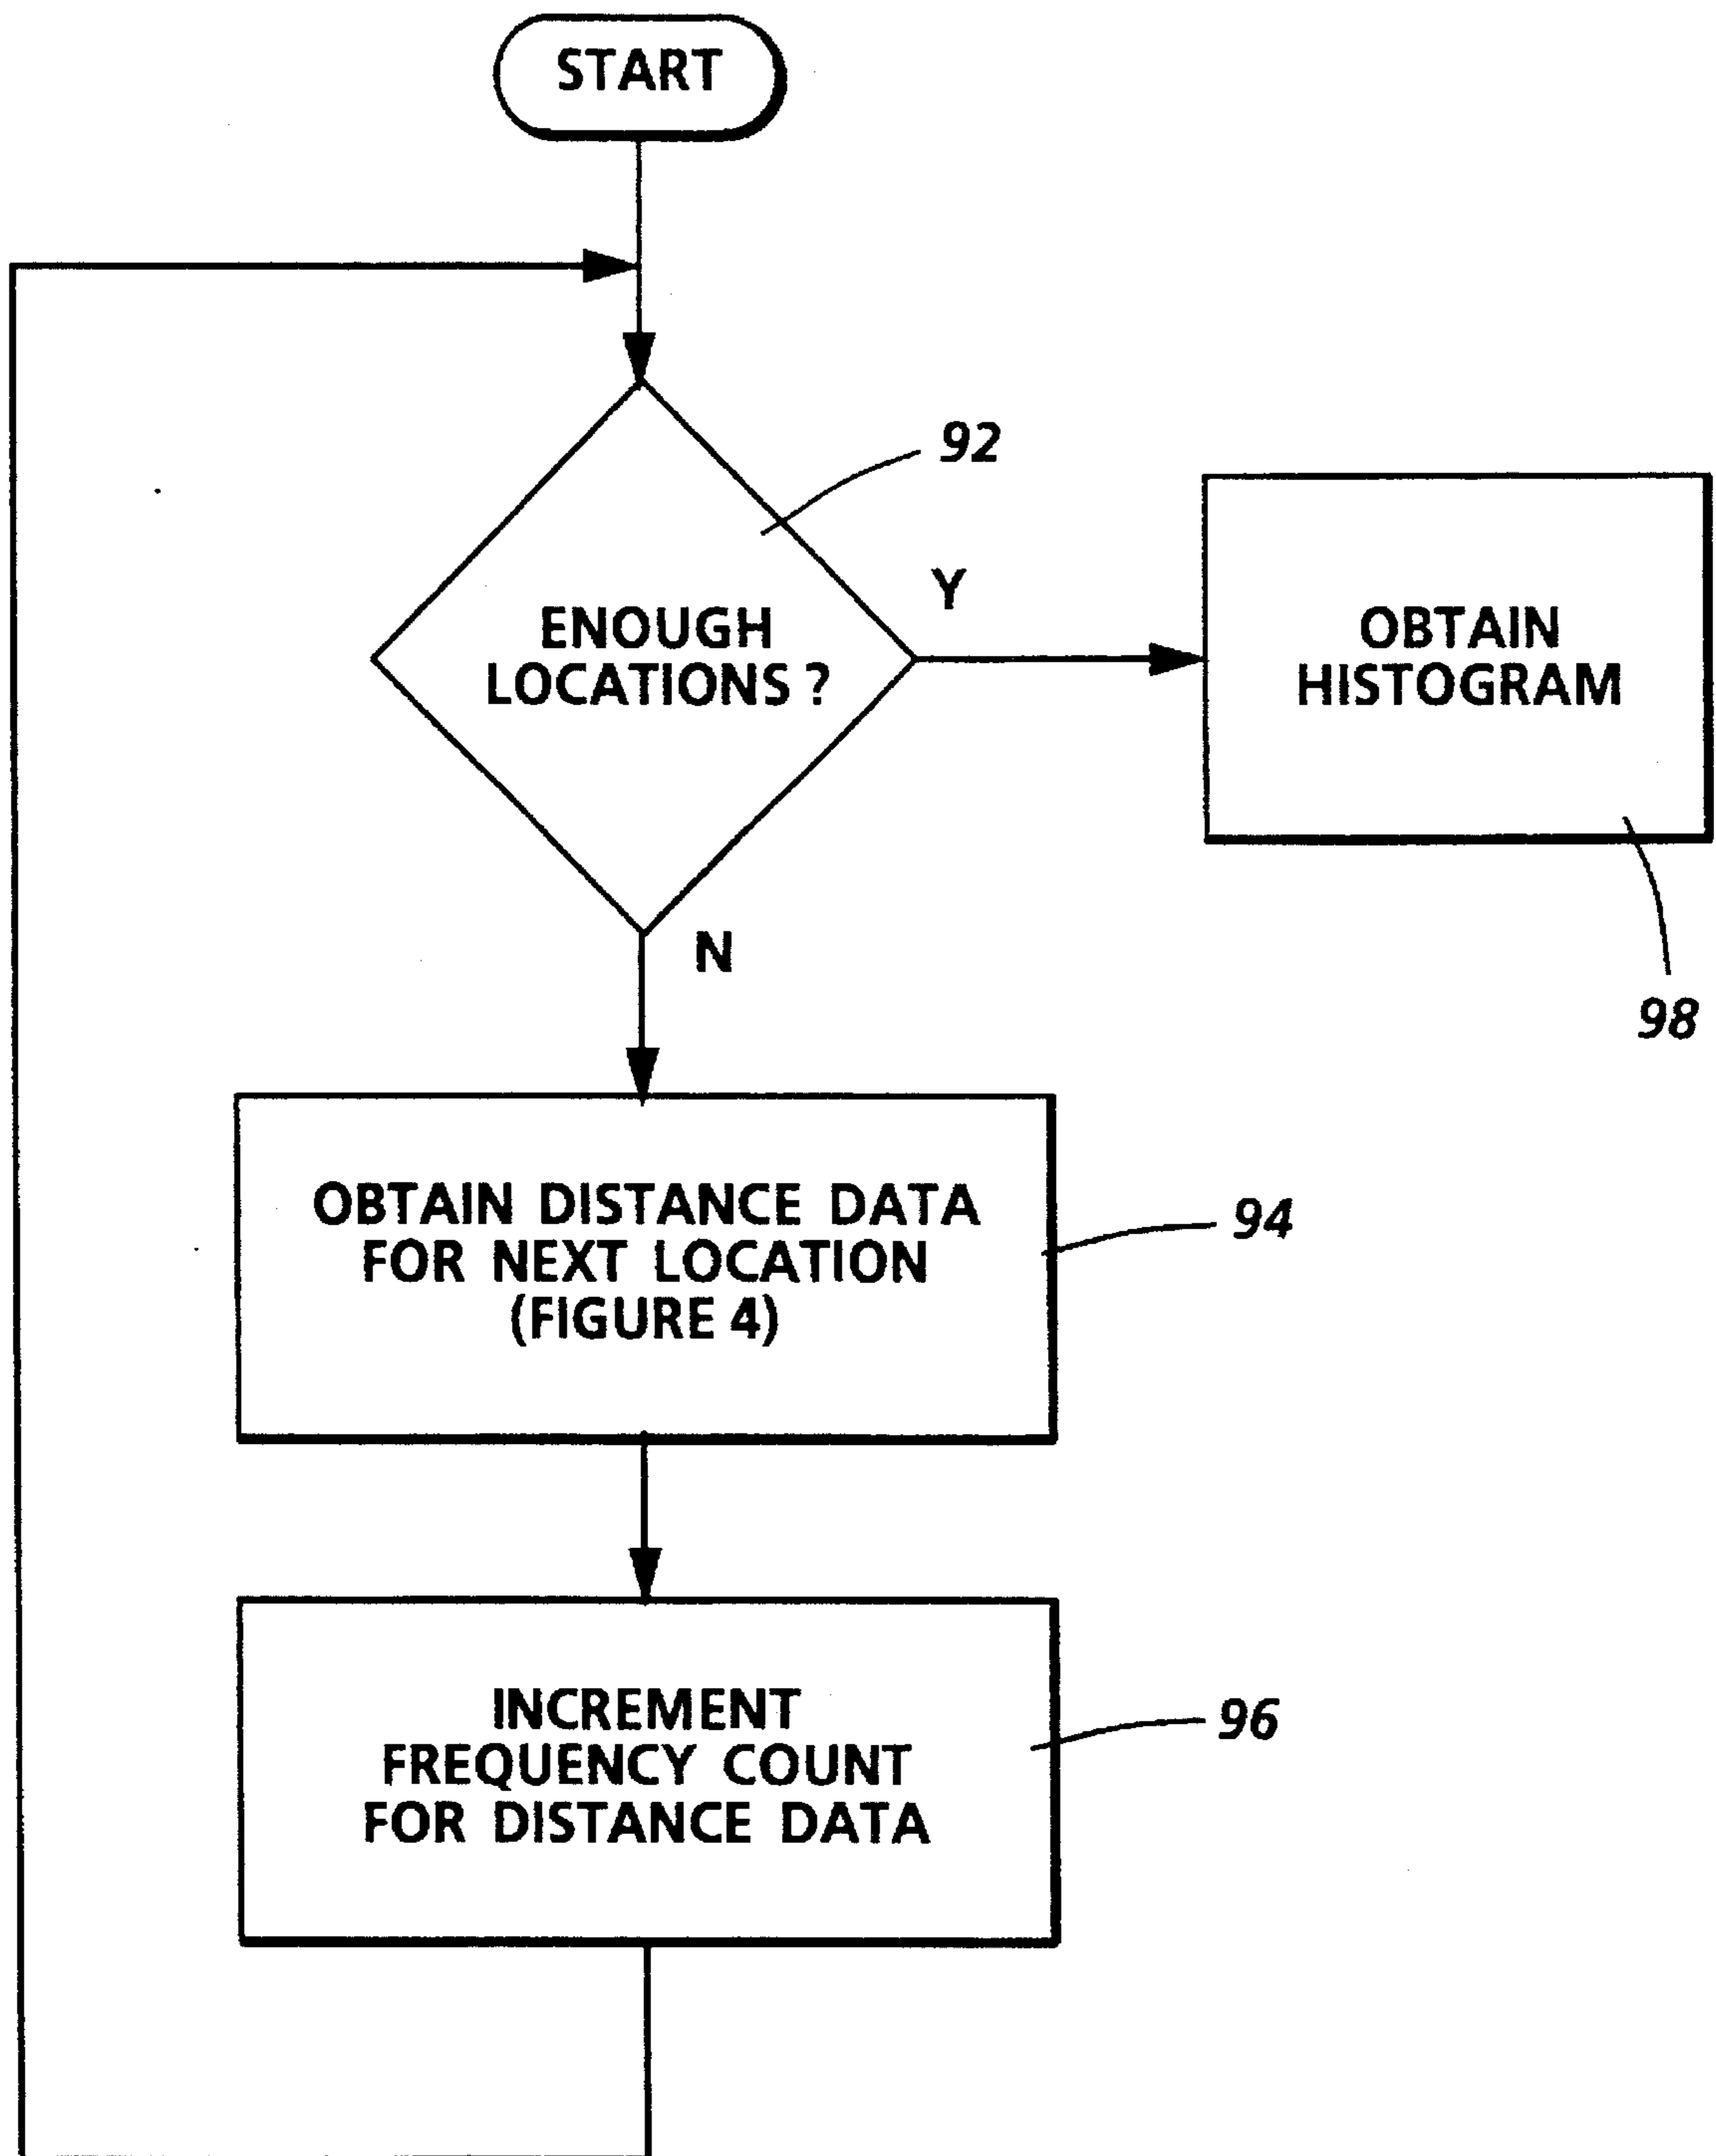 START
92
Y
ENOUGH
LOCATIONS ?
OBTAIN
HISTOGRAM
N
98
OBTAIN DISTANCE DATA
FOR NEXT LOCATION
(FIGURE 4)
94
INCREMENT
FREQUENCY COUNT
FOR DISTANCE DATA
96